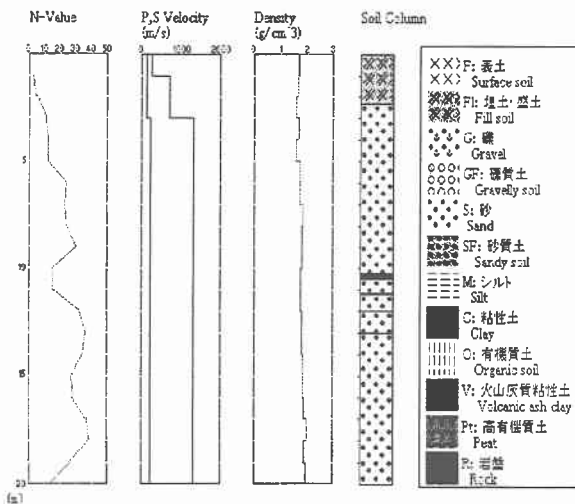 N-Value
0 10 20 30 40 50
5
10
15
20
(m)
P,S Velocity
(m/s)
0 1000 2000
Density
(g/cm^3)
0 1 2 3
Soil Column
F: 表土
Surface soil
FI: 埋土・盛土
Fill soil
G: 礫
Gravel
GF: 礫質土
Gravelly soil
S: 砂
Sand
SF: 砂質土
Sandy soil
M: シルト
Silt
C: 粘性土
Clay
O: 有機質土
Organic soil
V: 火山灰質粘性土
Volcanic ash clay
Pt: 高有機質土
Peat
R: 岩盤
Rock